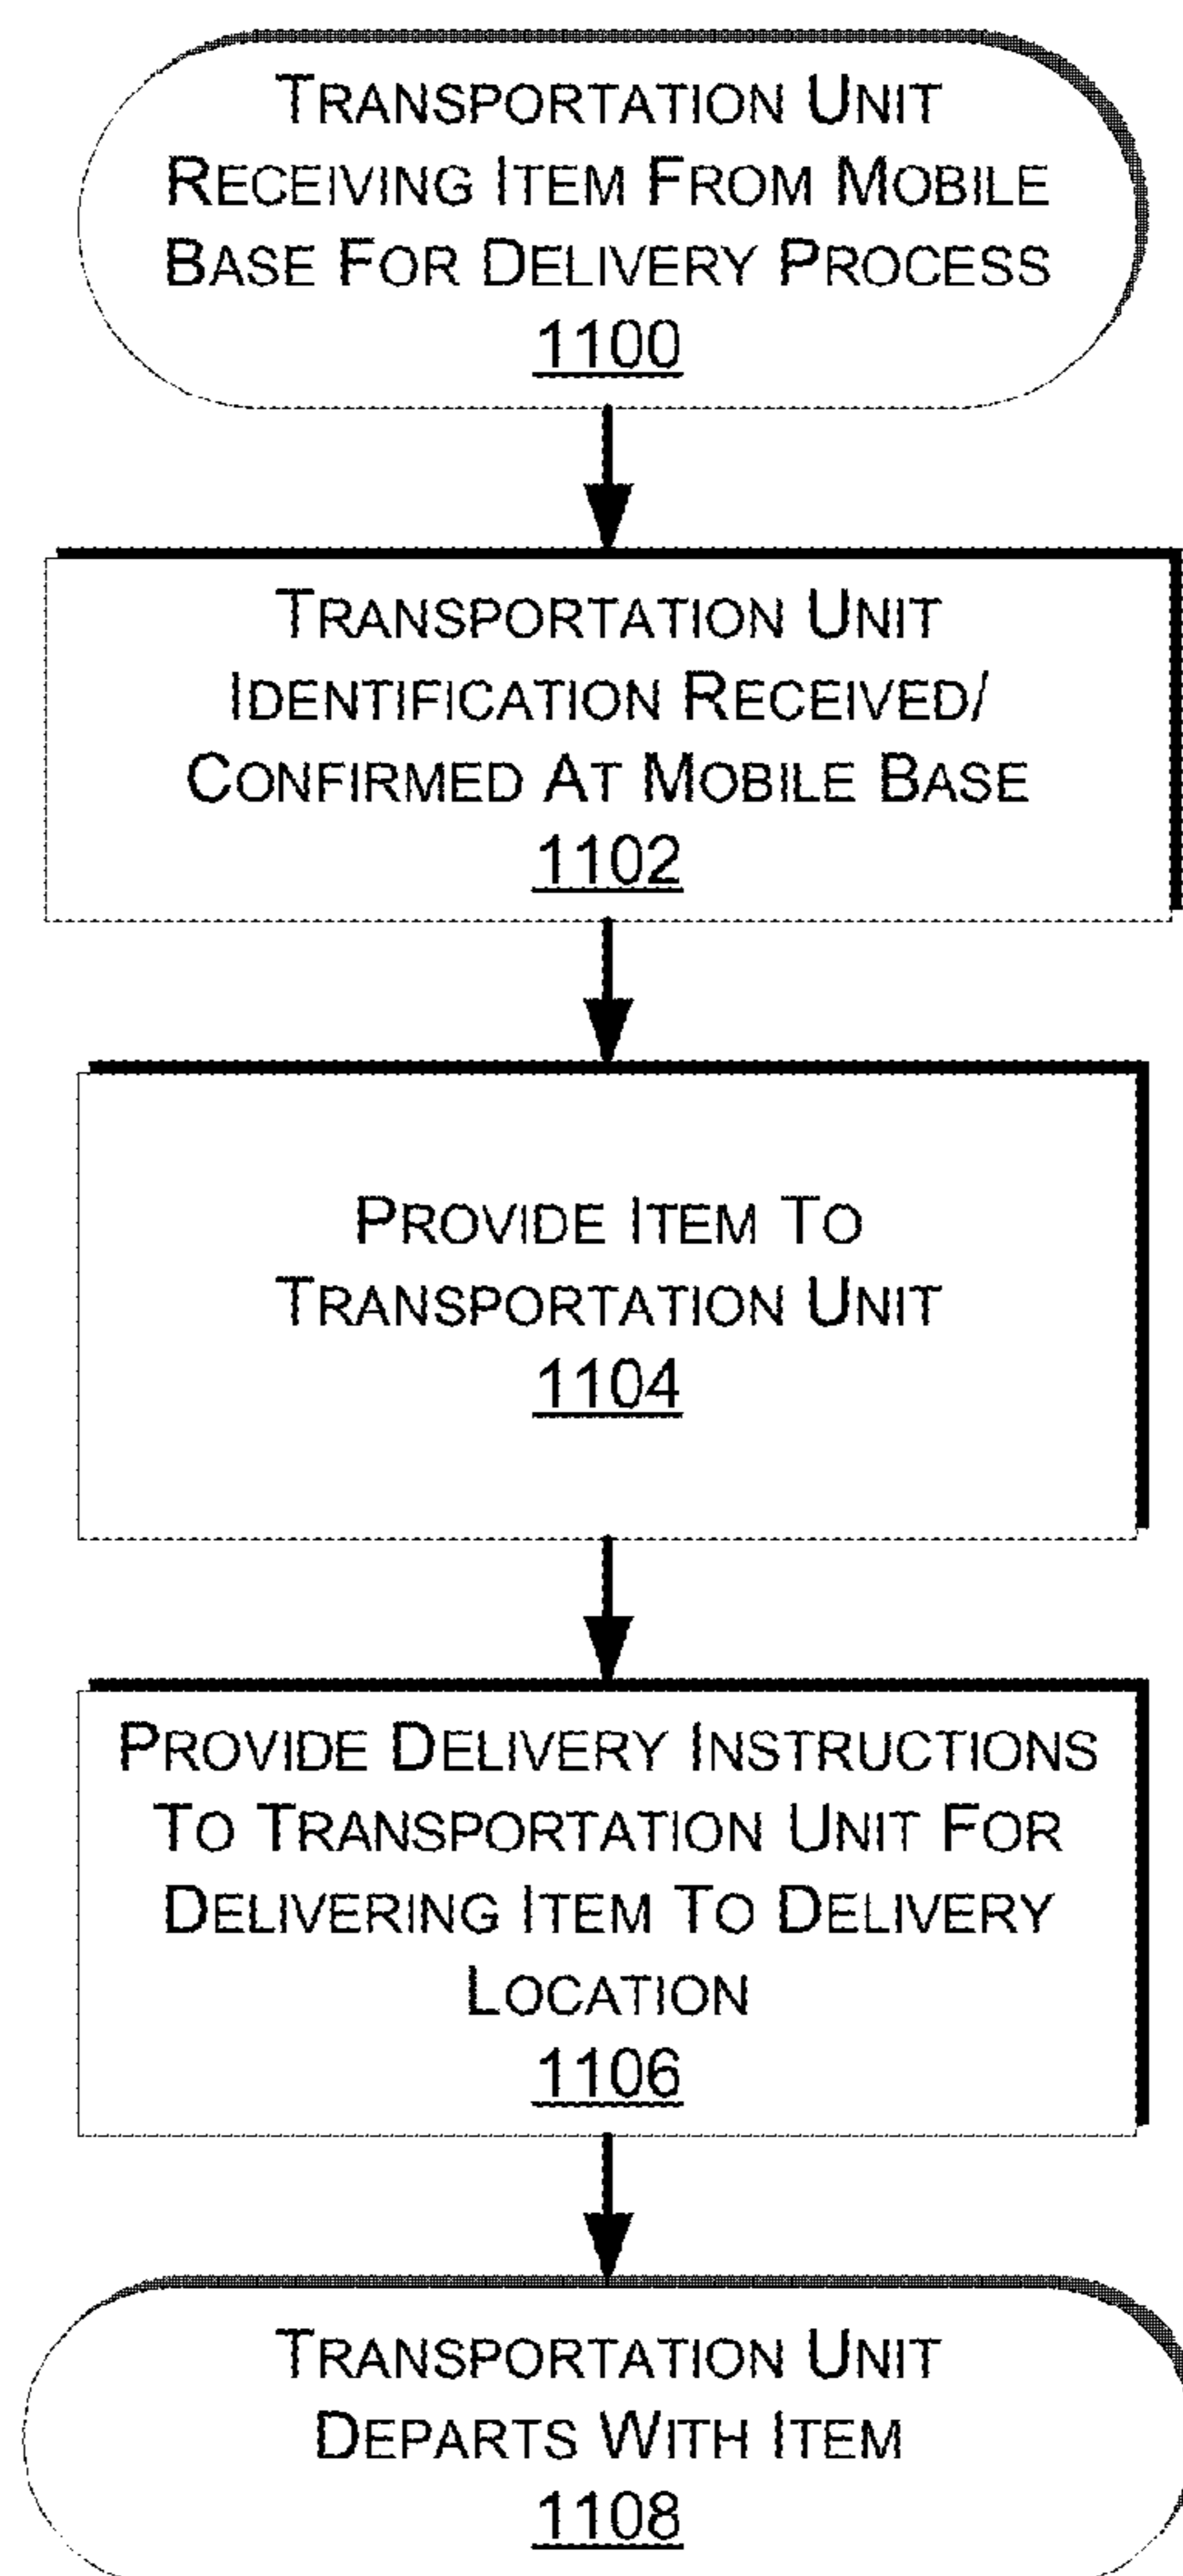 TRANSPORTATION UNIT
RECEIVING ITEM FROM MOBILE
BASE FOR DELIVERY PROCESS
1100
TRANSPORTATION UNIT
IDENTIFICATION RECEIVED/
CONFIRMED AT MOBILE BASE
1102
PROVIDE ITEM TO
TRANSPORTATION UNIT
1104
PROVIDE DELIVERY INSTRUCTIONS
TO TRANSPORTATION UNIT FOR
DELIVERING ITEM TO DELIVERY
LOCATION
1106
TRANSPORTATION UNIT
DEPARTS WITH ITEM
1108